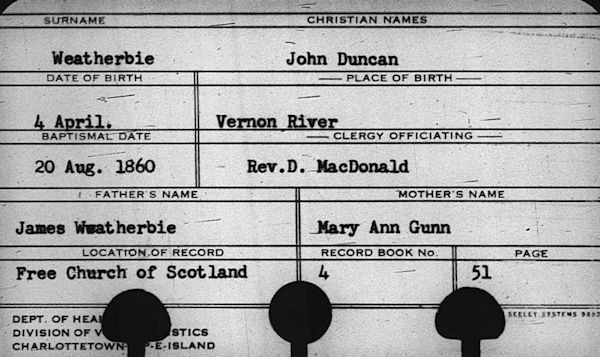 SURNAME CHRISTIAN NAMES
Weatherbie John Duncan
DATE OF BIRTH PLACE OF BIRTH
4 April. Vernon River
BAPTISMAL DATE CLERGY OFFICIATING
20 Aug. 1860 Rev.D. MacDonald
FATHER'S NAME MOTHER'S NAME
James Wwatherbie Mary Ann Gunn
LOCATION OF RECORD RECORD BOOK No. PAGE
Free Church of Scotland 4 51
SEELEY SYSTEMS
DEPT. OF
DIVISION OF
CHARLOTTETOWN P-E-ISLAND